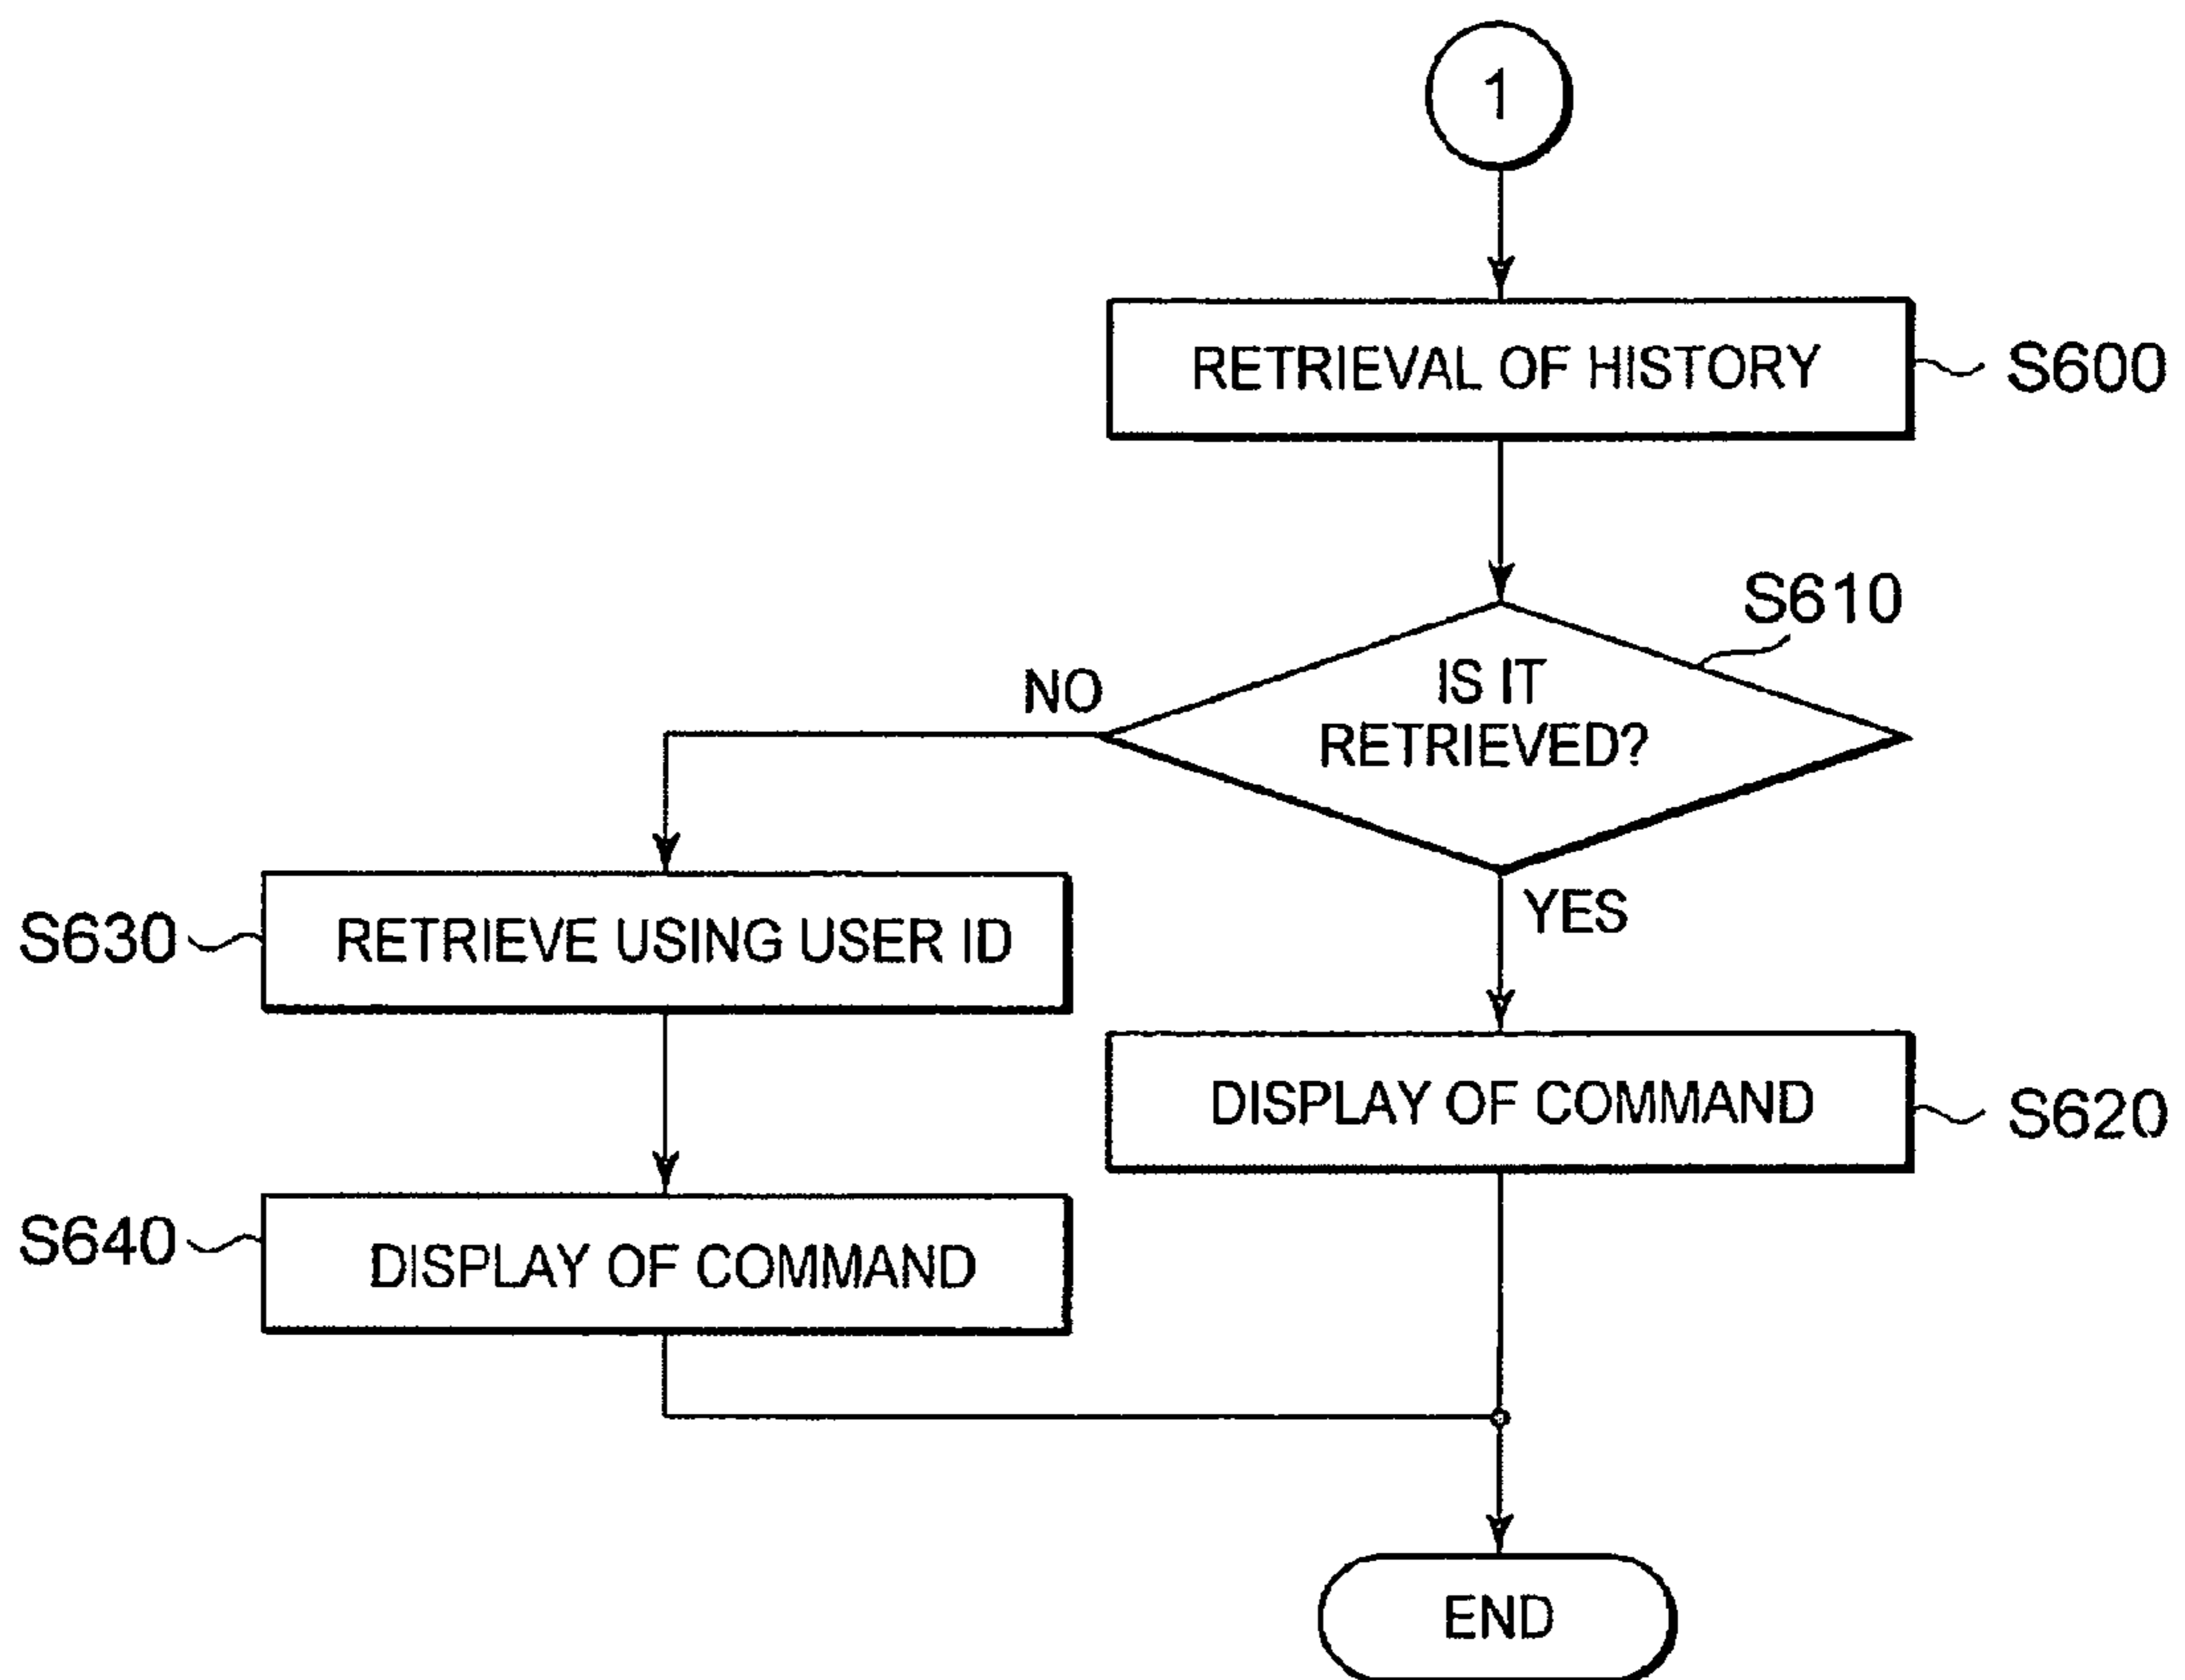 1
RETRIEVAL OF HISTORY
S600
S610
IS IT
RETRIEVED?
NO
YES
S630
RETRIEVE USING USER ID
DISPLAY OF COMMAND
S620
S640
DISPLAY OF COMMAND
END